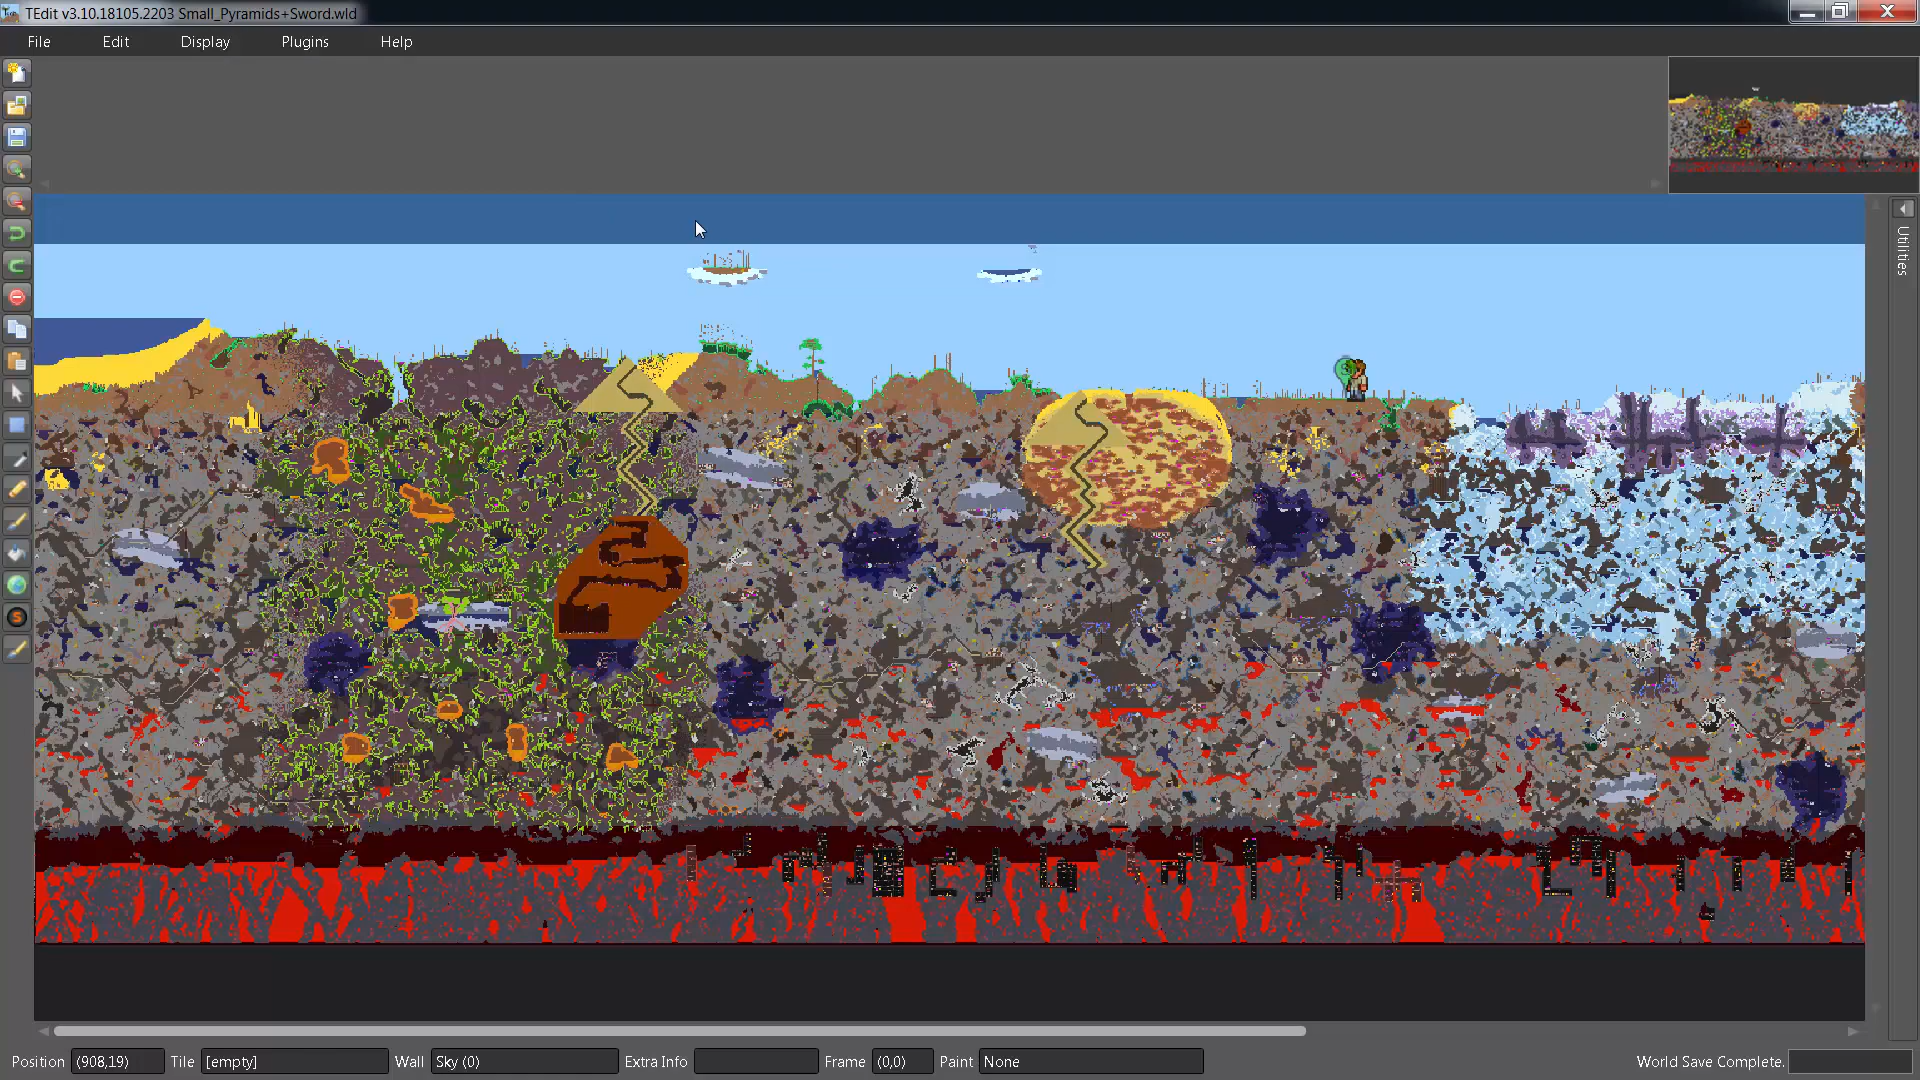 TEdit v3.10.18105.2203 Small_Pyramids+Sword.wld
File Edit Display Plugins Help
Utilities
Position (908,19) Tile [empty] Wall Sky (0) Extra Info Frame (0,0) Paint None World Save Complete.